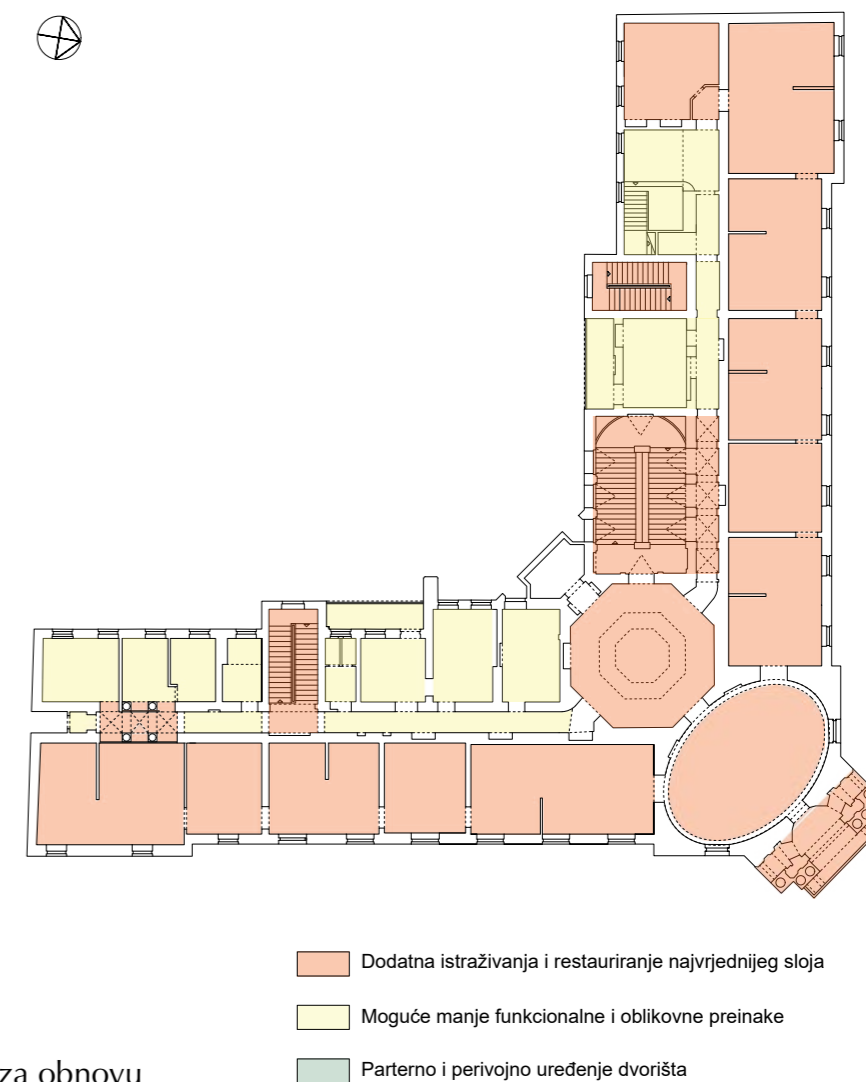 Dodatna istraživanja i restauriranje najvrjednijeg sloja
Moguće manje funkcionalne i oblikovne preinake
Parterno i perivojno uređenje dvorišta
za obnovu